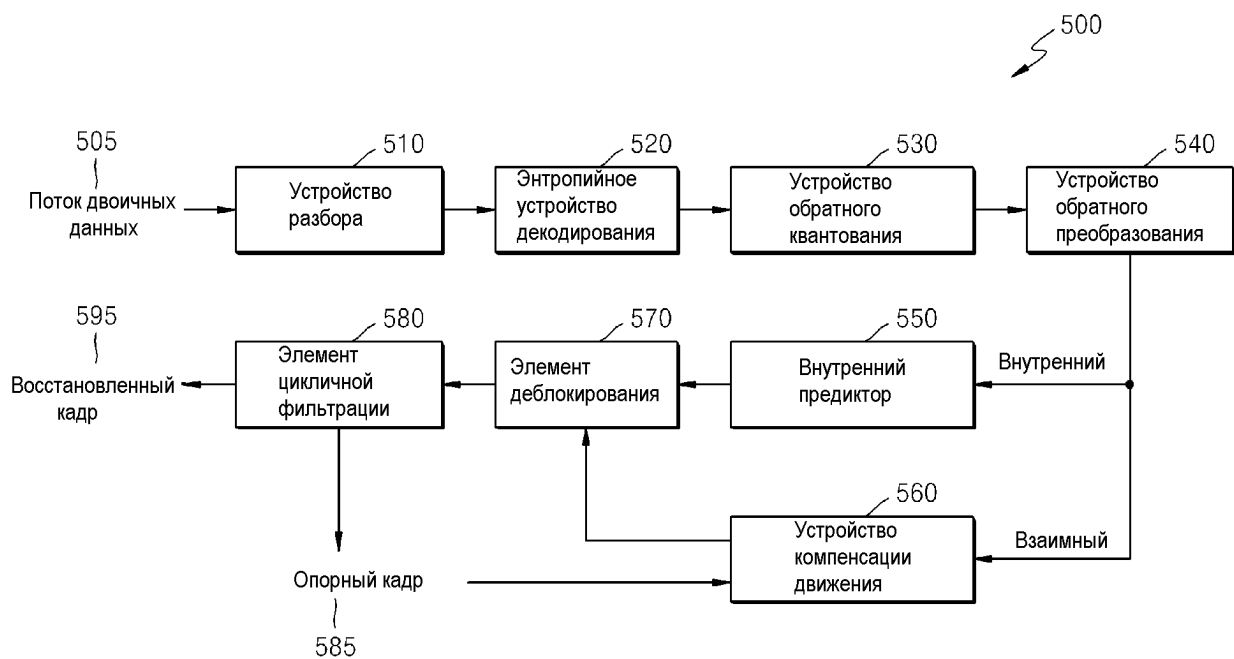 500
505
Поток двоичных
данных
510
Устройство
разбора
520
Энтропийное
устройство
декодирования
530
Устройство
обратного
квантования
540
Устройство
обратного
преобразования
595
Восстановленный
кадр
580
Элемент
цикличной
фильтрации
570
Элемент
деблокирования
550
Внутренний
предиктор
Внутренний
560
Устройство
компенсации
движения
Взаимный
Опорный кадр
585